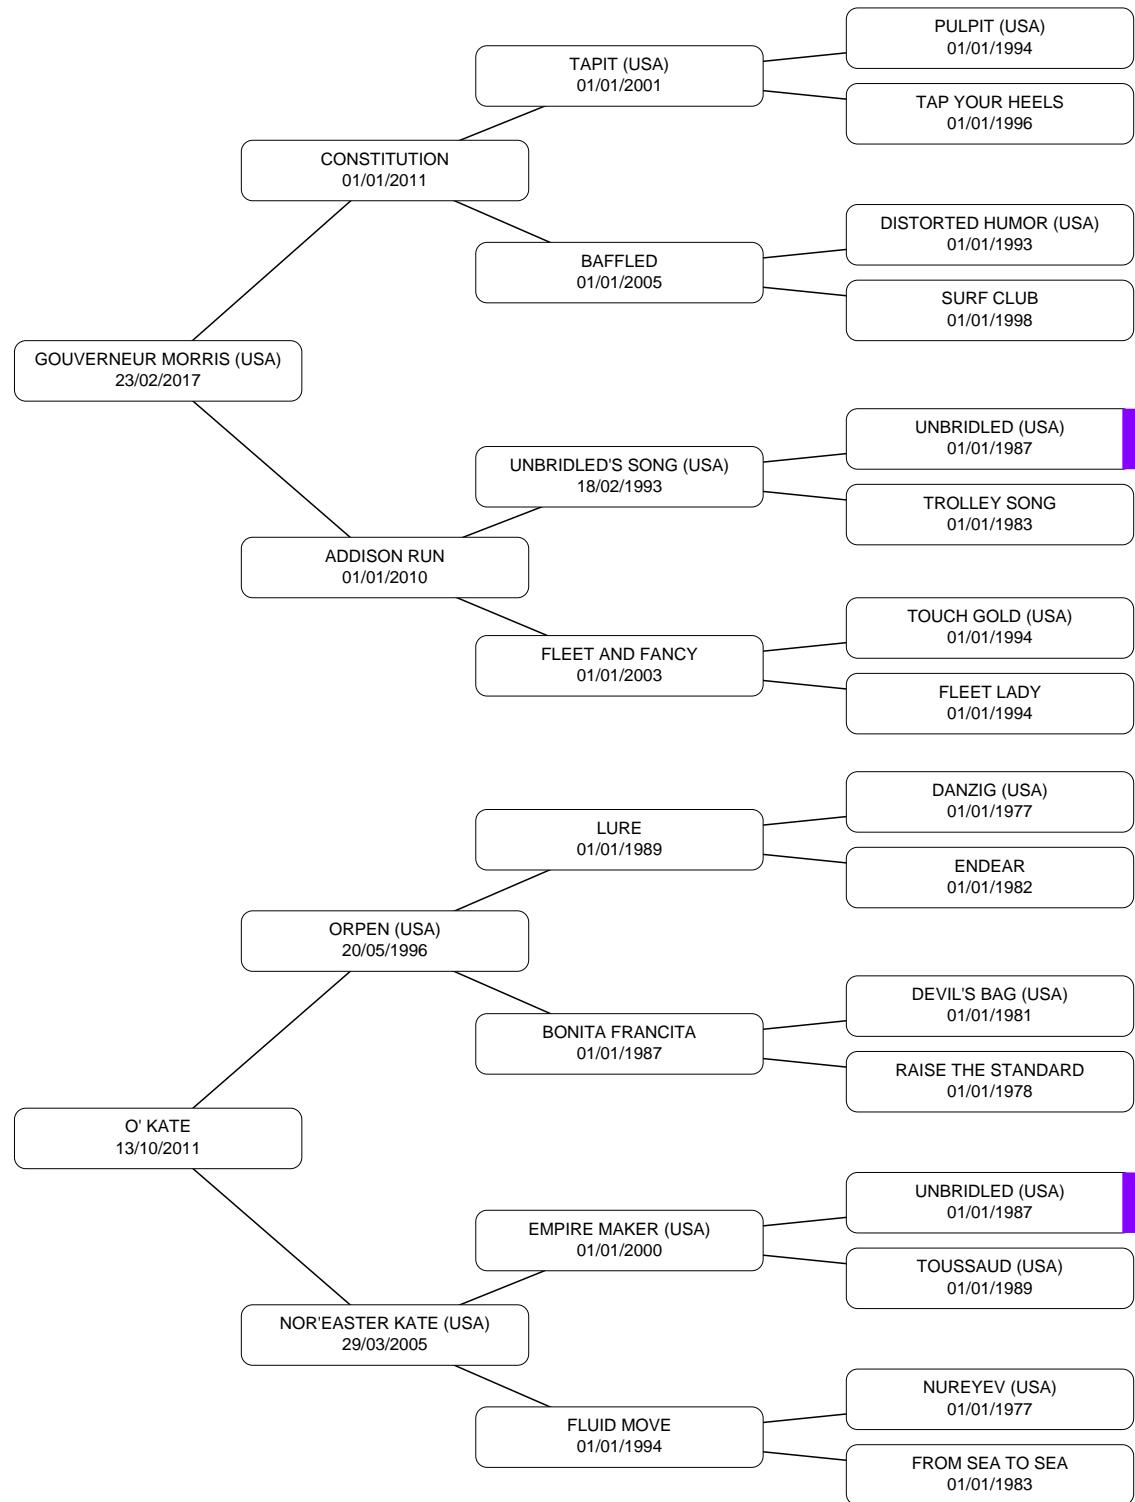 PULPIT (USA)
01/01/1994
TAPIT (USA)
01/01/2001
TAP YOUR HEELS
01/01/1996
CONSTITUTION
01/01/2011
DISTORTED HUMOR (USA)
01/01/1993
BAFFLED
01/01/2005
SURF CLUB
01/01/1998
GOUVERNEUR MORRIS (USA)
23/02/2017
UNBRIDLED (USA)
01/01/1987
UNBRIDLED'S SONG (USA)
18/02/1993
TROLLEY SONG
01/01/1983
ADDISON RUN
01/01/2010
TOUCH GOLD (USA)
01/01/1994
FLEET AND FANCY
01/01/2003
FLEET LADY
01/01/1994
DANZIG (USA)
01/01/1977
LURE
01/01/1989
ENDEAR
01/01/1982
ORPEN (USA)
20/05/1996
DEVIL'S BAG (USA)
01/01/1981
BONITA FRANCITA
01/01/1987
RAISE THE STANDARD
01/01/1978
O' KATE
13/10/2011
UNBRIDLED (USA)
01/01/1987
EMPIRE MAKER (USA)
01/01/2000
TOUSSAUD (USA)
01/01/1989
NOR'EASTER KATE (USA)
29/03/2005
NUREYEV (USA)
01/01/1977
FLUID MOVE
01/01/1994
FROM SEA TO SEA
01/01/1983